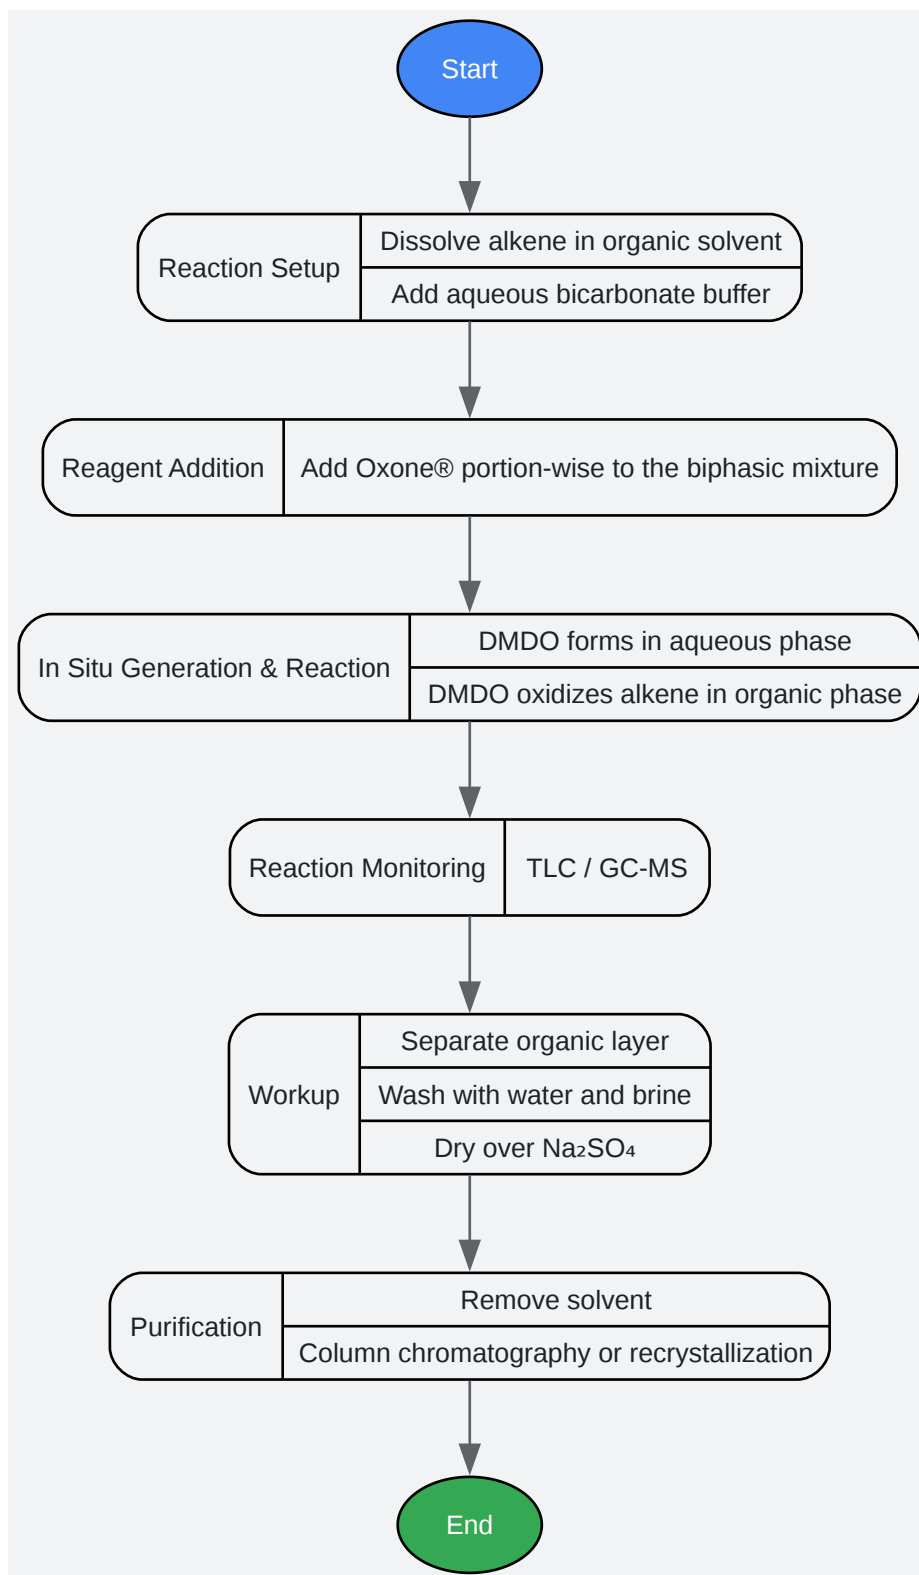 Start
Reaction Setup
Dissolve alkene in organic solvent
Add aqueous bicarbonate buffer
Reagent Addition
Add Oxone® portion-wise to the biphasic mixture
In Situ Generation & Reaction
DMDO forms in aqueous phase
DMDO oxidizes alkene in organic phase
Reaction Monitoring
TLC / GC-MS
Workup
Separate organic layer
Wash with water and brine
Dry over Na₂SO₄
Purification
Remove solvent
Column chromatography or recrystallization
End